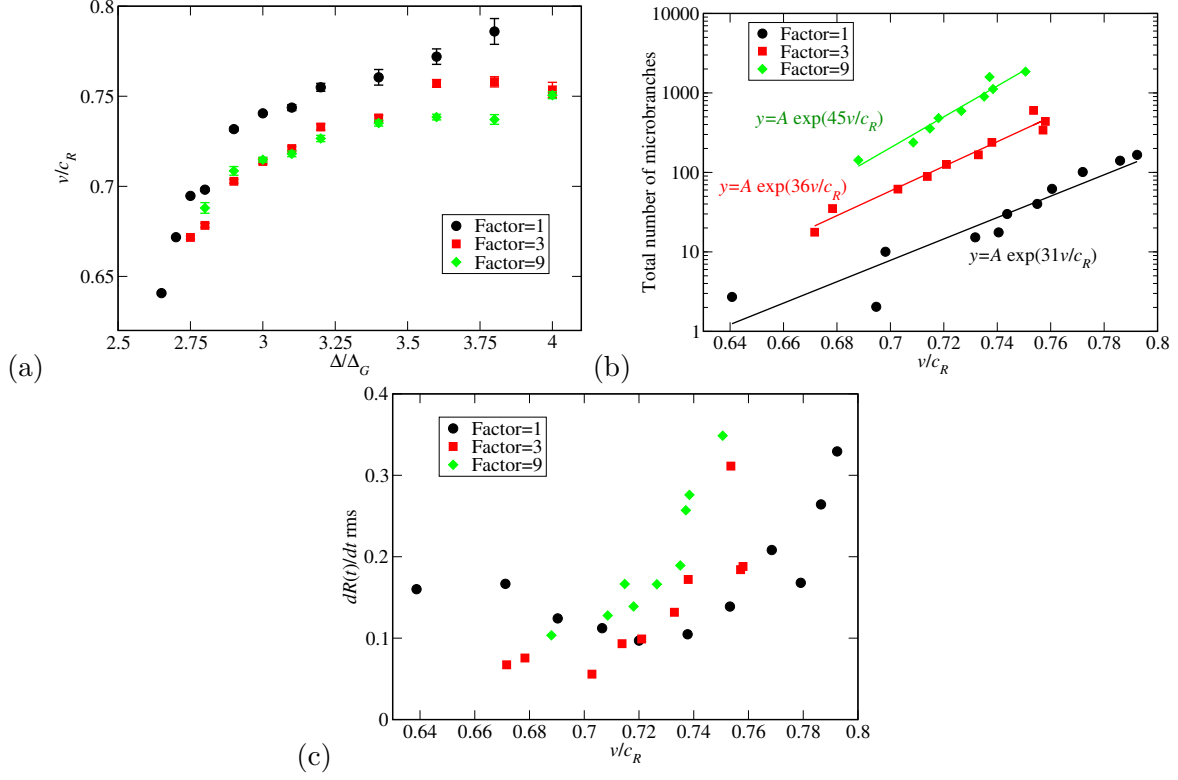 0.8
0.75
0.7
0.65
v/c_R
Factor=1
Factor=3
Factor=9
2.5 2.75 3 3.25 3.5 3.75 4
Δ/Δ_G
(a)
10000
1000
100
10
1
Total number of microbranches
Factor=1
Factor=3
Factor=9
y=A exp(45v/c_R)
y=A exp(36v/c_R)
y=A exp(31v/c_R)
0.64 0.66 0.68 0.7 0.72 0.74 0.76 0.78 0.8
v/c_R
(b)
0.4
0.3
0.2
0.1
0
dR(t)/dt rms
Factor=1
Factor=3
Factor=9
0.64 0.66 0.68 0.7 0.72 0.74 0.76 0.78 0.8
v/c_R
(c)